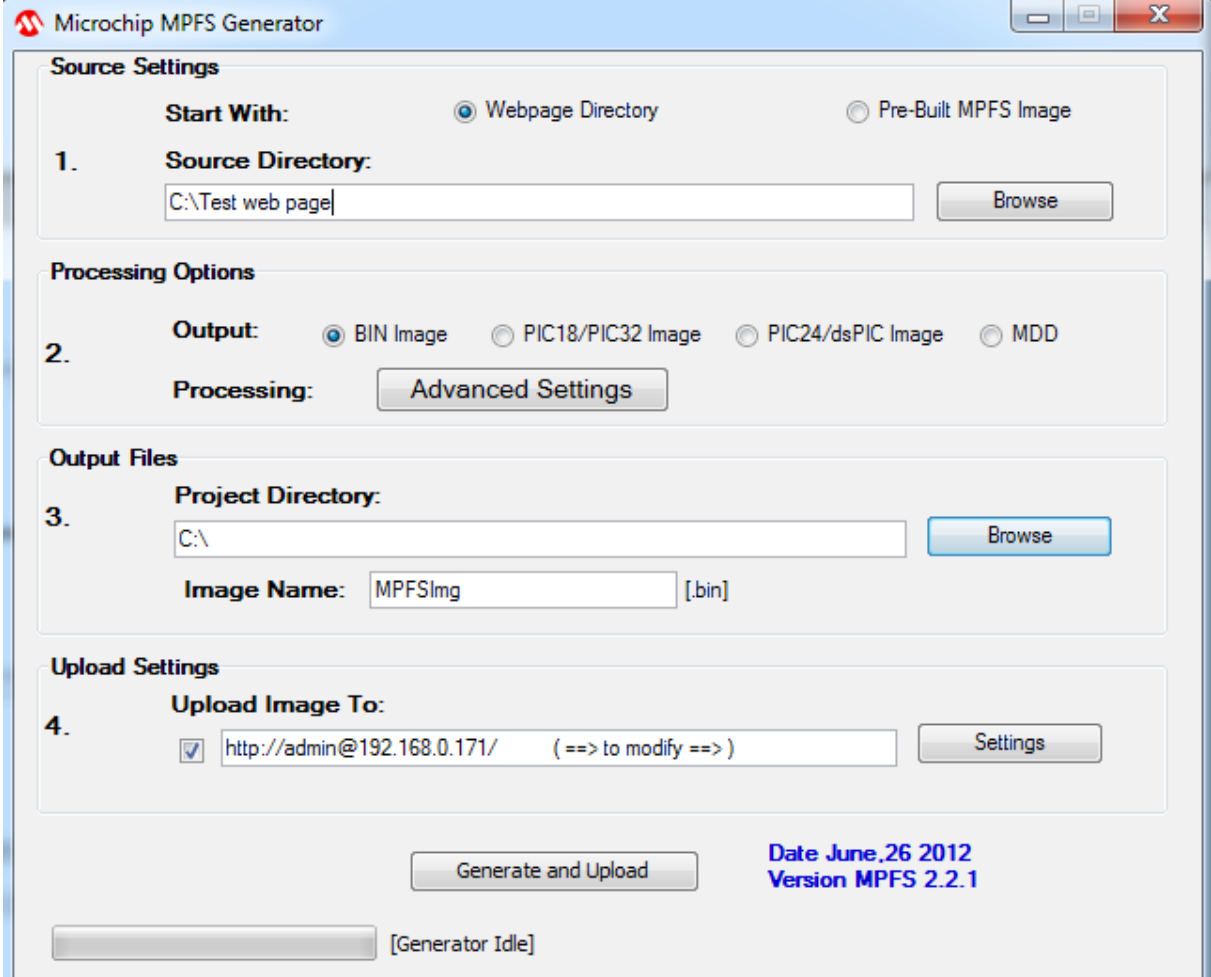 Microchip MPFS Generator
Source Settings
Start With: Webpage Directory Pre-Built MPFS Image
1. Source Directory:
C:\Test web page Browse
Processing Options
Output: BIN Image PIC18/PIC32 Image PIC24/dsPIC Image MDD
2.
Processing: Advanced Settings
Output Files
Project Directory:
3.
C:\ Browse
Image Name: MPFSImg [.bin]
Upload Settings
Upload Image To:
4.
http://admin@192.168.0.171/ ( ==> to modify ==> ) Settings
Generate and Upload
Date June,26 2012
Version MPFS 2.2.1
[Generator Idle]